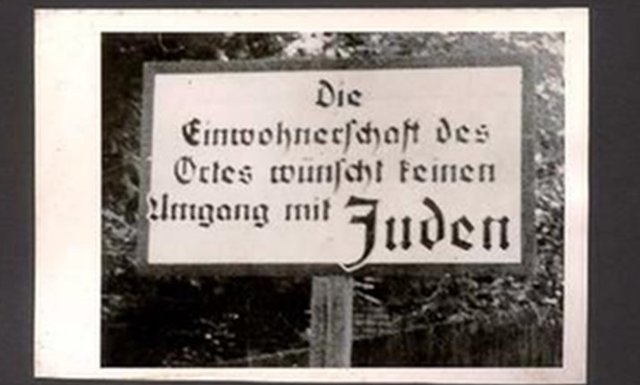 Die
Einwohnerschaft des
Ortes wünscht keinen
Umgang mit Juden